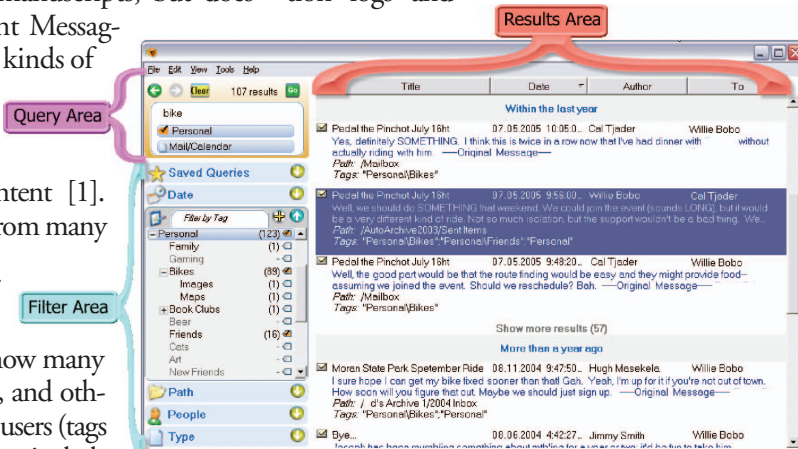 manuscripts, but does
tion logs and
nt Messag-
kinds of
ntent [1].
rom many
now many
, and oth-
users (tags
Results Area
Query Area
Filter Area
File Edit View Tools Help
Clear 107 results Go
bike
Personal
Mail/Calendar
Saved Queries
Date
Filter by Tag
Personal (123)
Family (1)
Gaming -
Bikes (89)
Images (1)
Maps (1)
Book Clubs (1)
Beer -
Friends (16)
Cats -
Art -
New Friends -
Path
People
Type
Title Date Author To
Within the last year
Pedal the Pinchot July 16ht 07.05.2005 10:05:0... Cal Tjader Willie Bobo
Yes, definitely SOMETHING. I think this is twice in a row now that I've had dinner with without
actually riding with him. —Original Message—
Path: /Mailbox
Tags: "Personal\Bikes"
Pedal the Pinchot July 16ht 07.05.2005 9:56:00... Willie Bobo Cal Tjader
Well, we should do SOMETHING that weekend. We could join the event (sounds LONG), but it would
be a very different kind of ride. Not so much isolation, but the support wouldn't be a bad thing. We...
Path: /AutoArchive2003/Sent Items
Tags: "Personal\Bikes";"Personal\Friends";"Personal"
Pedal the Pinchot July 16ht 07.05.2005 9:48:20... Cal Tjader Willie Bobo
Well, the good part would be that the route finding would be easy and they might provide food–
assuming we joined the event. Should we reschedule? Bah. —Original Message—
Path: /Mailbox
Tags: "Personal\Bikes"
Show more results (57)
More than a year ago
Moran State Park Spetember Ride 08.11.2004 9:47:50... Hugh Masekela Willie Bobo
I sure hope I can get my bike fixed sooner than that! Gah. Yeah, I'm up for it if you're not out of town.
How soon will you figure that out. Maybe we should just sign up. —Original Message—
Path: / d's Archive 1/2004 Inbox
Tags: "Personal\Bikes";"Personal"
Bye... 08.06.2004 4:42:27... Jimmy Smith Willie Bobo